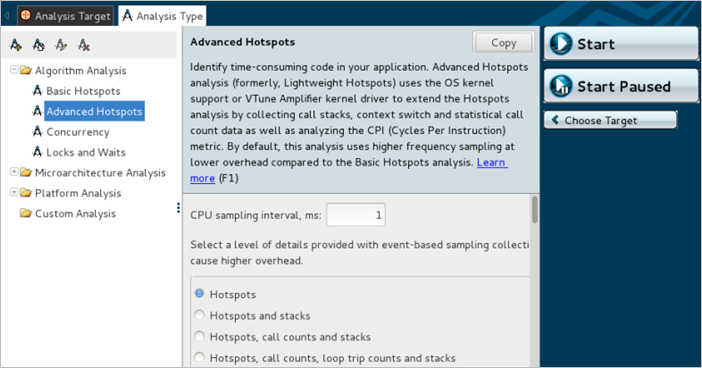 Analysis Target
Analysis Type
Algorithm Analysis
Basic Hotspots
Advanced Hotspots
Concurrency
Locks and Waits
Microarchitecture Analysis
Platform Analysis
Custom Analysis
Advanced Hotspots
Copy
Identify time-consuming code in your application. Advanced Hotspots
analysis (formerly, Lightweight Hotspots) uses the OS kernel
support or VTune Amplifier kernel driver to extend the Hotspots
analysis by collecting call stacks, context switch and statistical call
count data as well as analyzing the CPI (Cycles Per Instruction)
metric. By default, this analysis uses higher frequency sampling at
lower overhead compared to the Basic Hotspots analysis. Learn
more (F1)
CPU sampling interval, ms: 1
Select a level of details provided with event-based sampling collecti
cause higher overhead.
Hotspots
Hotspots and stacks
Hotspots, call counts and stacks
Hotspots, call counts, loop trip counts and stacks
Start
Start Paused
Choose Target